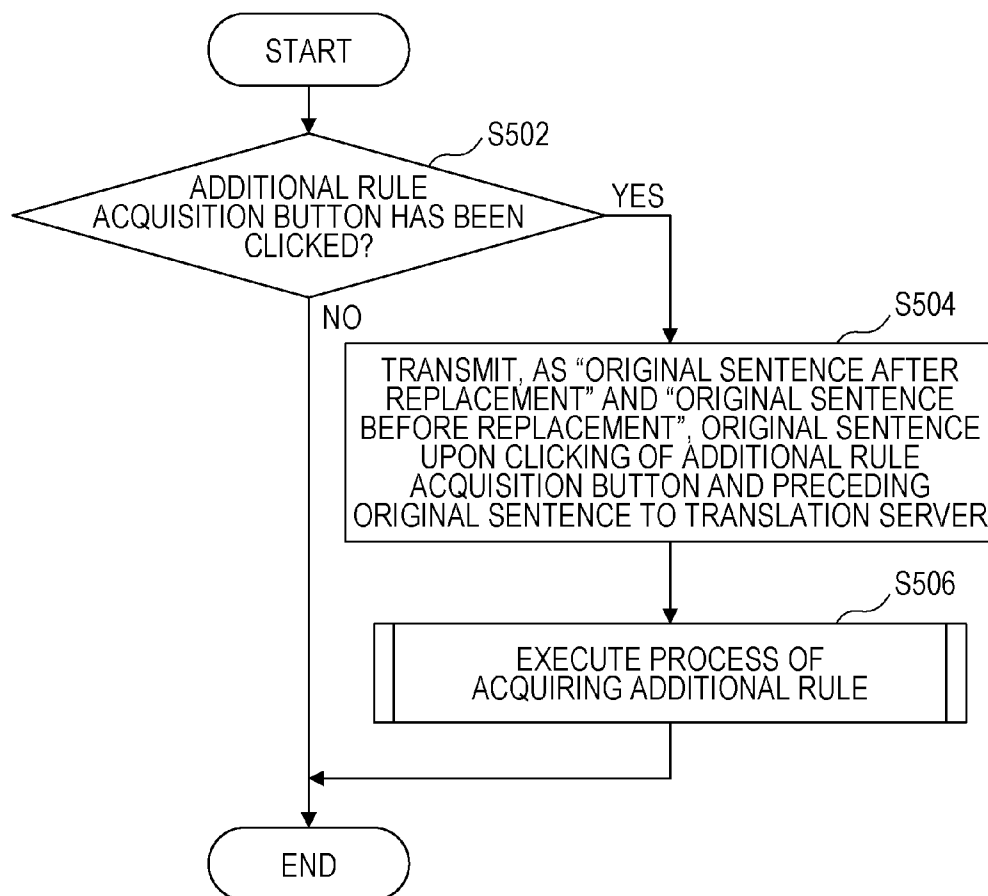 START
S502
ADDITIONAL RULE
ACQUISITION BUTTON HAS BEEN
CLICKED?
YES
NO
S504
TRANSMIT, AS “ORIGINAL SENTENCE AFTER
REPLACEMENT” AND “ORIGINAL SENTENCE
BEFORE REPLACEMENT”, ORIGINAL SENTENCE
UPON CLICKING OF ADDITIONAL RULE
ACQUISITION BUTTON AND PRECEDING
ORIGINAL SENTENCE TO TRANSLATION SERVER
S506
EXECUTE PROCESS OF
ACQUIRING ADDITIONAL RULE
END